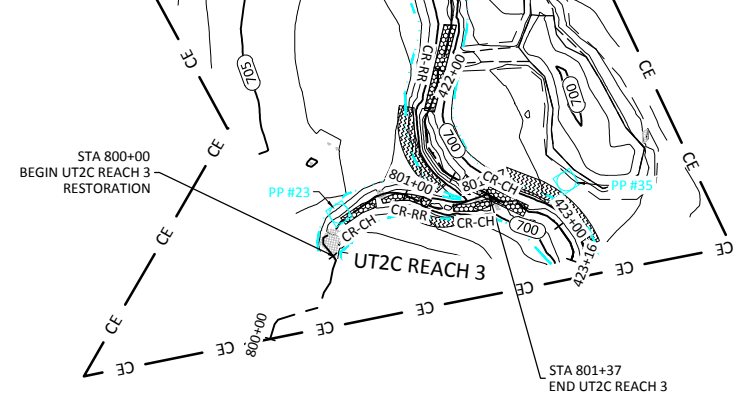 CE
CE
705
CR-RR
422+00
700
CE
700
STA 800+00
BEGIN UT2C REACH 3
RESTORATION
CE
PP #23
801+00
CR-CH
PP #35
CE
CR-CH
CR-RR
CR-CH
700
423+00
423+16
CE
UT2C REACH 3
CE
CE
CE
CE
CE
800+00
CE
CE
CE
STA 801+37
END UT2C REACH 3